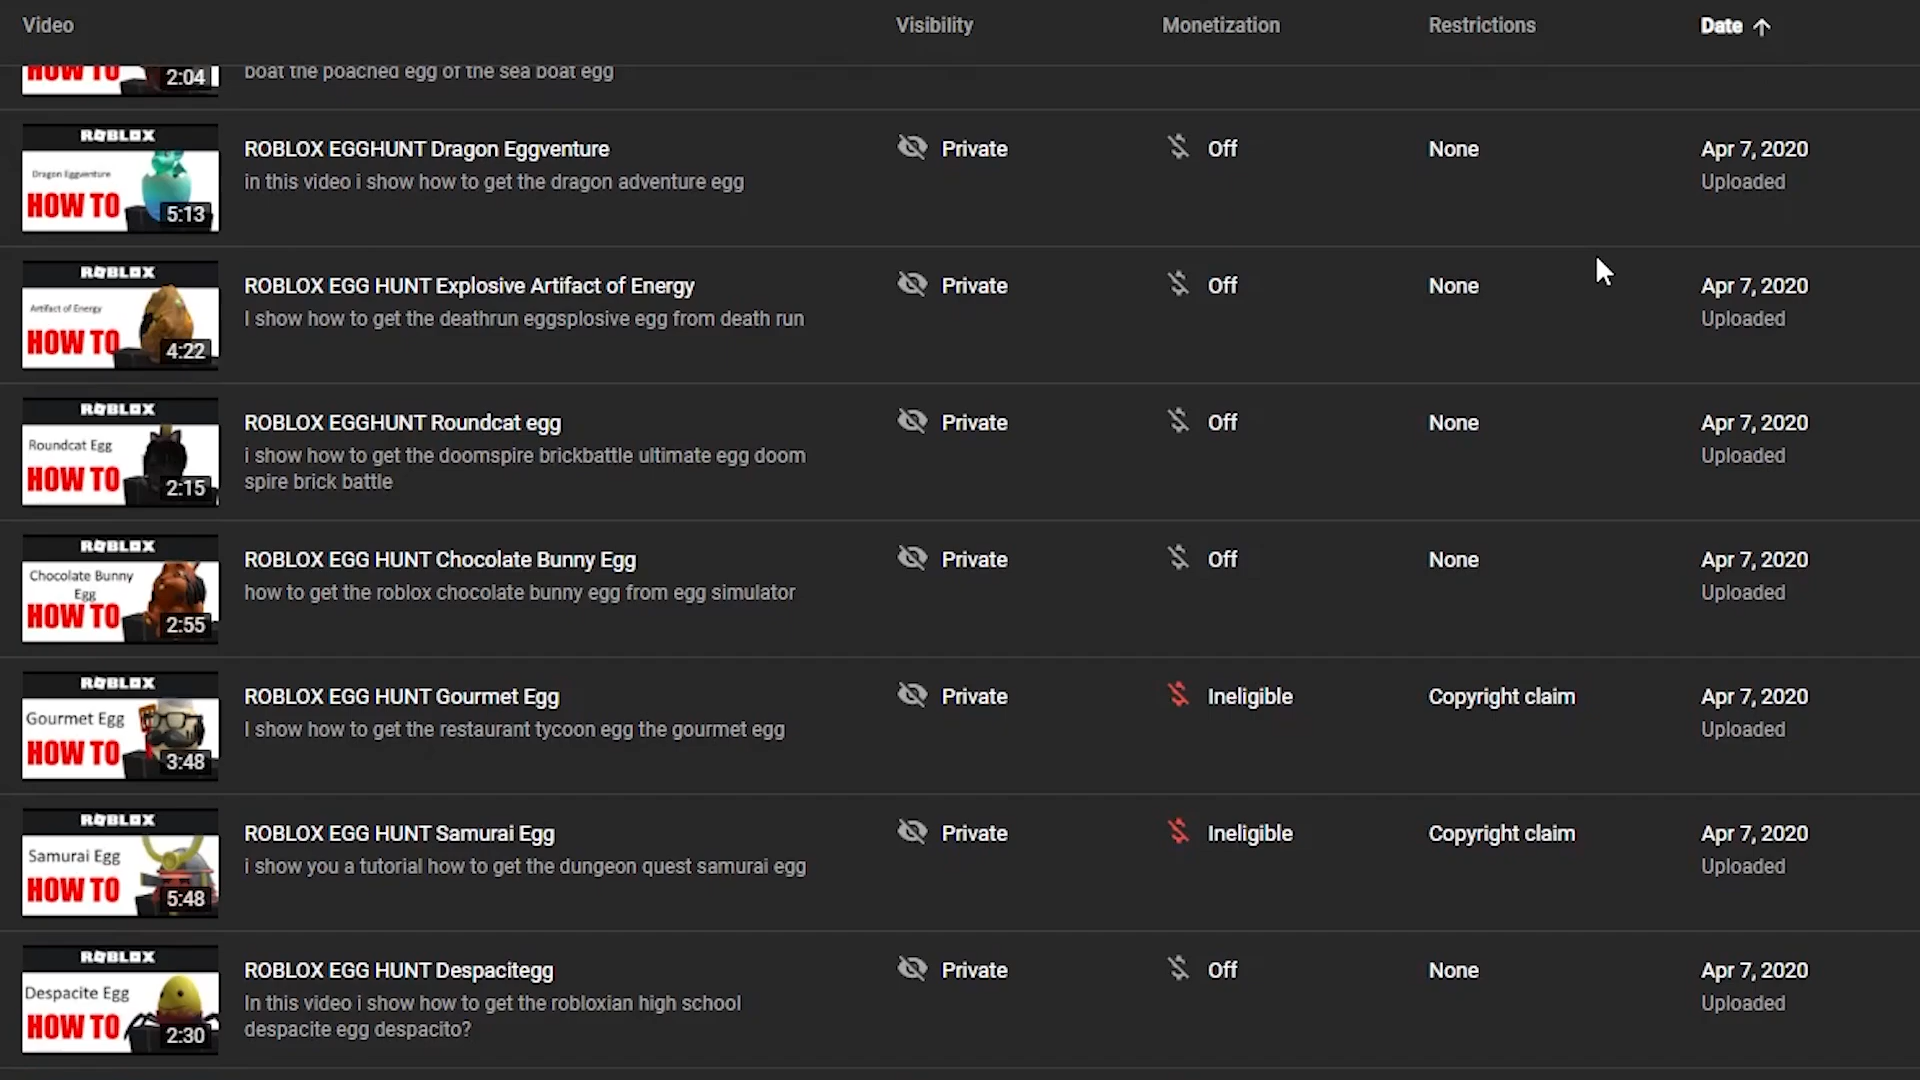 Video Visibility Monetization Restrictions Date
HOW TO 2:04 boat the poached egg of the sea boat egg
ROBLOX
Dragon Eggventure
HOW TO
5:13
ROBLOX EGGHUNT Dragon Eggventure Private Off None Apr 7, 2020
in this video i show how to get the dragon adventure egg Uploaded
ROBLOX
Artifact of Energy
HOW TO
4:22
ROBLOX EGG HUNT Explosive Artifact of Energy Private Off None Apr 7, 2020
I show how to get the deathrun eggsplosive egg from death run Uploaded
ROBLOX
Roundcat Egg
HOW TO
2:15
ROBLOX EGGHUNT Roundcat egg Private Off None Apr 7, 2020
i show how to get the doomspire brickbattle ultimate egg doom Uploaded
spire brick battle
ROBLOX
Chocolate Bunny
Egg
HOW TO
2:55
ROBLOX EGG HUNT Chocolate Bunny Egg Private Off None Apr 7, 2020
how to get the roblox chocolate bunny egg from egg simulator Uploaded
ROBLOX
Gourmet Egg
HOW TO
3:48
ROBLOX EGG HUNT Gourmet Egg Private Ineligible Copyright claim Apr 7, 2020
I show how to get the restaurant tycoon egg the gourmet egg Uploaded
ROBLOX
Samurai Egg
HOW TO
5:48
ROBLOX EGG HUNT Samurai Egg Private Ineligible Copyright claim Apr 7, 2020
i show you a tutorial how to get the dungeon quest samurai egg Uploaded
ROBLOX
Despacite Egg
HOW TO
2:30
ROBLOX EGG HUNT Despacitegg Private Off None Apr 7, 2020
In this video i show how to get the robloxian high school Uploaded
despacite egg despacito?